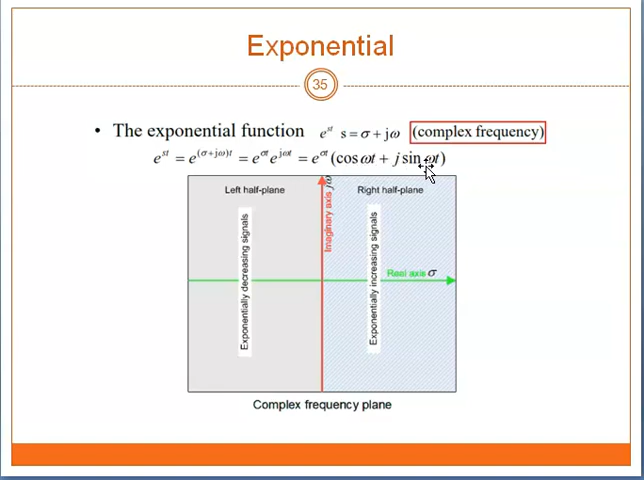 Exponential
35
• The exponential function e^{st} s = σ + jω (complex frequency)
e^{st} = e^{(σ+jω)t} = e^{σt} e^{jωt} = e^{σt} (cos ωt + j sin ωt)
Left half-plane
Right half-plane
Imaginary axis jω
Exponentially decreasing signals
Exponentially increasing signals
Real axis σ
Complex frequency plane